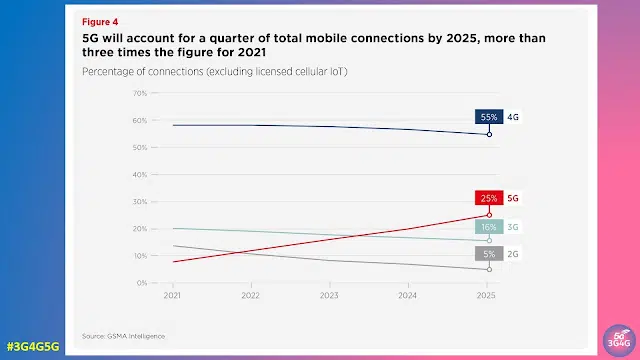 Figure 4
5G will account for a quarter of total mobile connections by 2025, more than
three times the figure for 2021
Percentage of connections (excluding licensed cellular IoT)
70%
60%
50%
40%
30%
20%
10%
0%
55% 4G
25% 5G
16% 3G
5% 2G
2021 2022 2023 2024 2025
Source: GSMA Intelligence
#3G4G5G
5G
3G4G